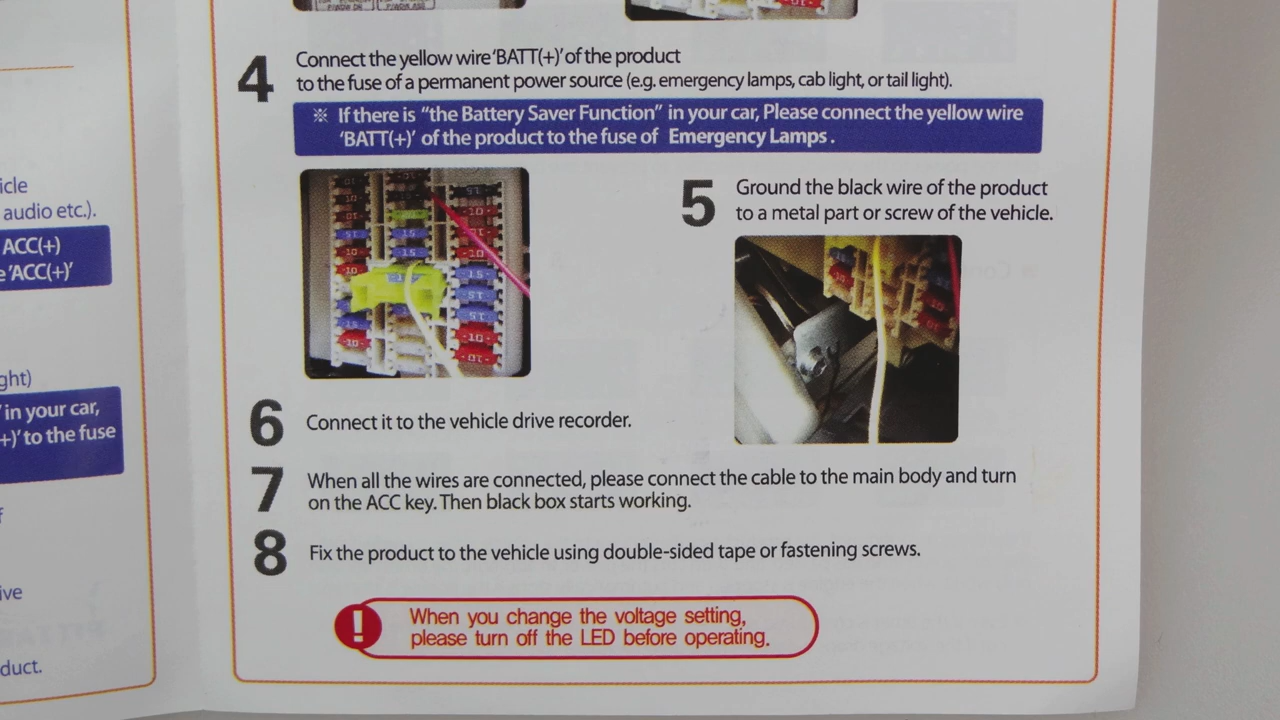 icle
audio etc.).
ACC(+)
e 'ACC(+)'
ght)
' in your car,
+)' to the fuse
f
ive
duct.
4
Connect the yellow wire 'BATT(+)' of the product
to the fuse of a permanent power source (e.g. emergency lamps, cab light, or tail light).
※ If there is "the Battery Saver Function" in your car, Please connect the yellow wire
'BATT(+)' of the product to the fuse of Emergency Lamps.
5
Ground the black wire of the product
to a metal part or screw of the vehicle.
6
Connect it to the vehicle drive recorder.
7
When all the wires are connected, please connect the cable to the main body and turn
on the ACC key. Then black box starts working.
8
Fix the product to the vehicle using double-sided tape or fastening screws.
!
When you change the voltage setting,
please turn off the LED before operating.